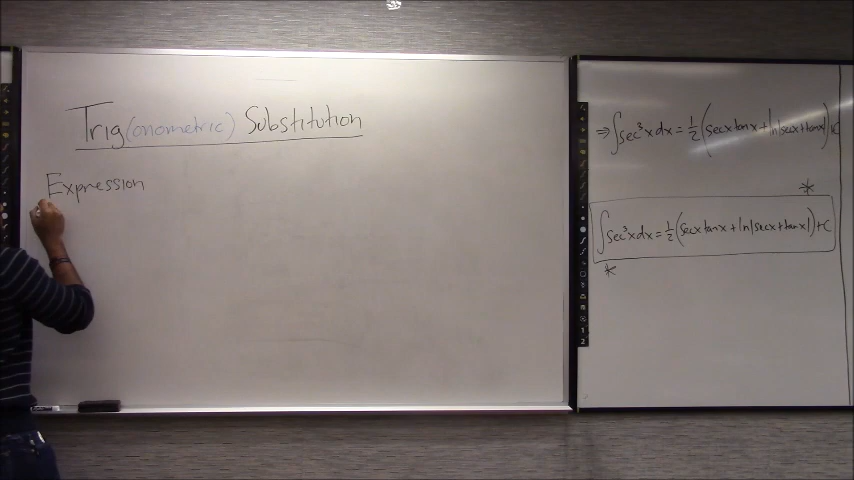 Trig(onometric) Substitution
Expression
⇒∫sec³x dx = 1/2 (secx tanx + ln|secx+tanx|)+C
*
∫sec³x dx = 1/2 (secx tanx + ln|secx+tanx|)+C
*